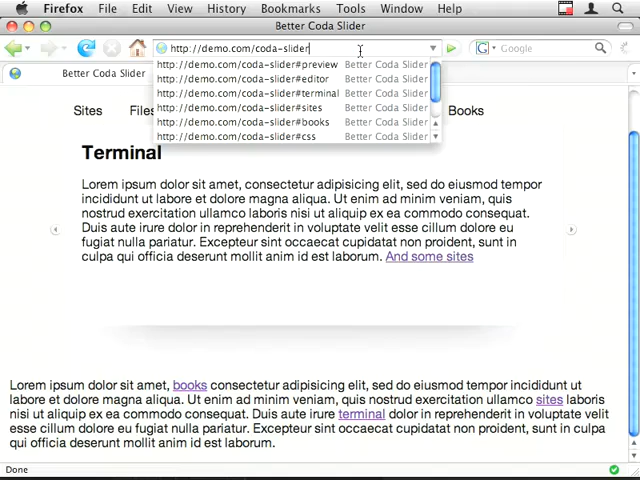 Firefox File Edit View History Bookmarks Tools Window Help
Better Coda Slider
http://demo.com/coda-slider
Google
Better Coda Slider
http://demo.com/coda-slider#preview Better Coda Slider
http://demo.com/coda-slider#editor Better Coda Slider
http://demo.com/coda-slider#terminal Better Coda Slider
http://demo.com/coda-slider#sites Better Coda Slider
http://demo.com/coda-slider#books Better Coda Slider
http://demo.com/coda-slider#css Better Coda Slider
Sites Files Books
Terminal
Lorem ipsum dolor sit amet, consectetur adipisicing elit, sed do eiusmod tempor
incididunt ut labore et dolore magna aliqua. Ut enim ad minim veniam, quis
nostrud exercitation ullamco laboris nisi ut aliquip ex ea commodo consequat.
Duis aute irure dolor in reprehenderit in voluptate velit esse cillum dolore eu
fugiat nulla pariatur. Excepteur sint occaecat cupidatat non proident, sunt in
culpa qui officia deserunt mollit anim id est laborum. And some sites
Lorem ipsum dolor sit amet, books consectetur adipisicing elit, sed do eiusmod tempor incididunt ut
labore et dolore magna aliqua. Ut enim ad minim veniam, quis nostrud exercitation ullamco sites laboris
nisi ut aliquip ex ea commodo consequat. Duis aute irure terminal dolor in reprehenderit in voluptate velit
esse cillum dolore eu fugiat nulla pariatur. Excepteur sint occaecat cupidatat non proident, sunt in culpa
qui officia deserunt mollit anim id est laborum.
Done